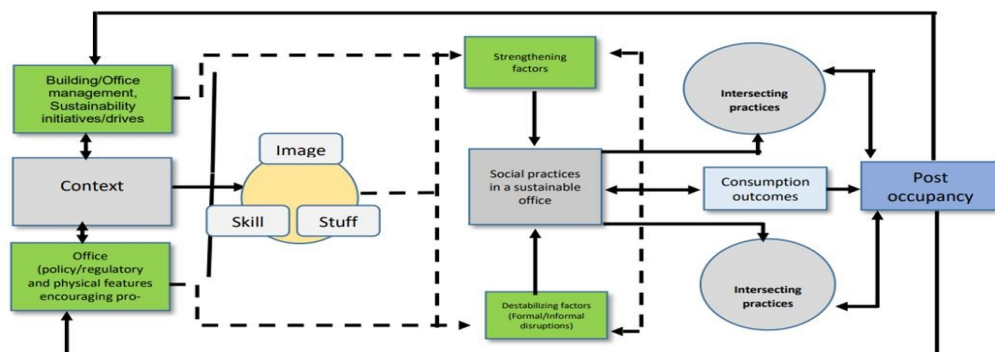 Building/Office
management,
Sustainability
initiatives/drives
Context
Office
(policy/regulatory
and physical features
encouraging pro-
Image
Skill
Stuff
Strengthening
factors
Social practices
in a sustainable
office
Destabilizing factors
(Formal/Informal
disruptions)
Intersecting
practices
Consumption
outcomes
Intersecting
practices
Post
occupancy